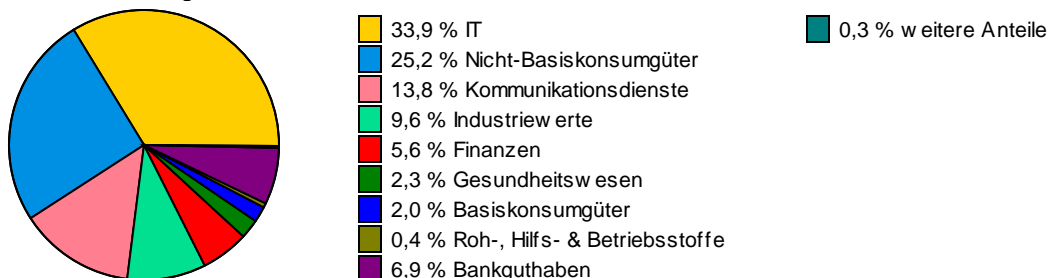 33,9 % IT
25,2 % Nicht-Basiskonsumgüter
13,8 % Kommunikationsdienste
9,6 % Industriew erte
5,6 % Finanzen
2,3 % Gesundheitsw esen
2,0 % Basiskonsumgüter
0,4 % Roh-, Hilfs- & Betriebsstoffe
6,9 % Bankguthaben
0,3 % w eitere Anteile